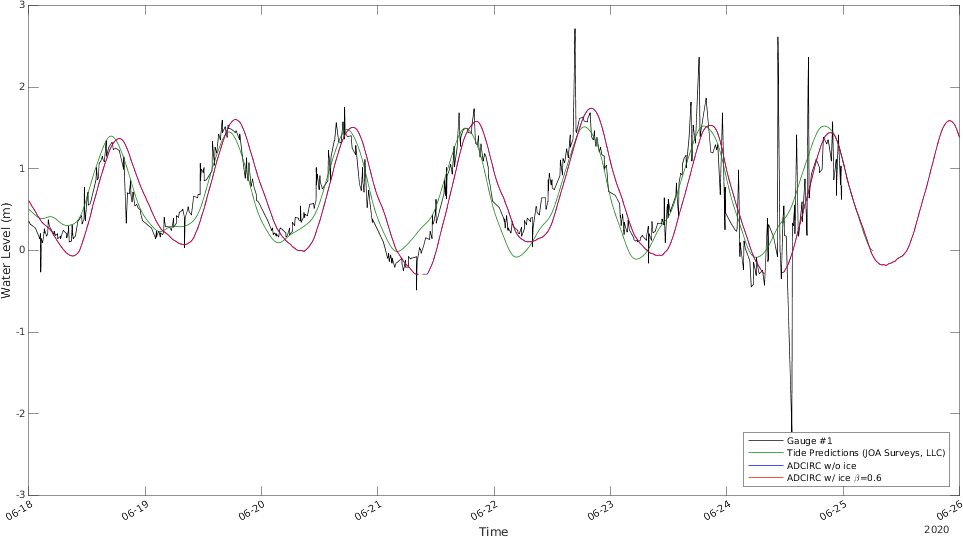 3
2
1
0
-1
-2
-3
Water Level (m)
Gauge #1
Tide Predictions (JOA Surveys, LLC)
ADCIRC w/o ice
ADCIRC w/ ice β=0.6
06-18 06-19 06-20 06-21 06-22 06-23 06-24 06-25 06-26
Time
2020